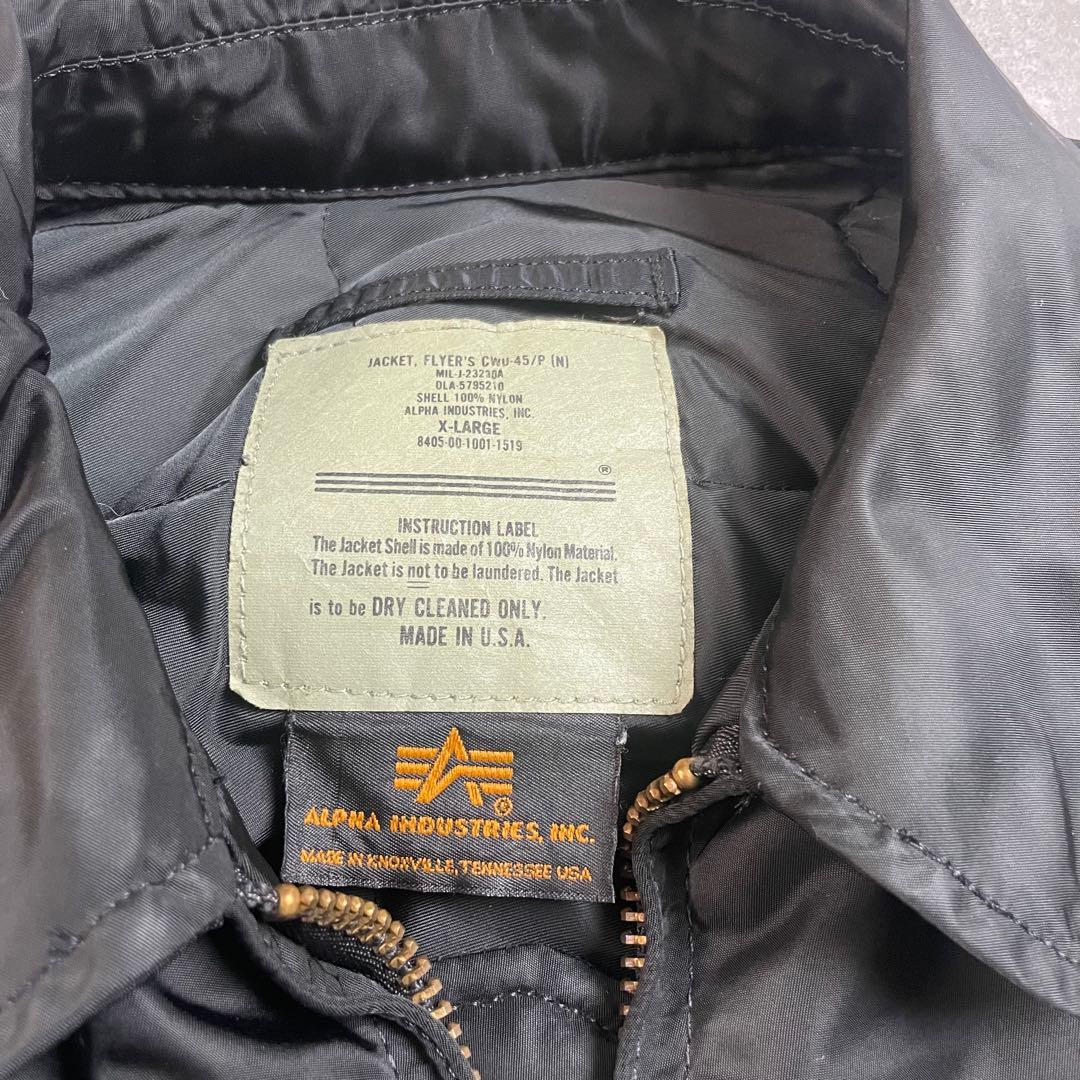 JACKET, FLYER'S CWU-45/P (N)
MIL-J-23230A
DLA-5795210
SHELL 100% NYLON
ALPHA INDUSTRIES, INC.
X-LARGE
8405-00-1001-1519
®
INSTRUCTION LABEL
The Jacket Shell is made of 100% Nylon Material.
The Jacket is not to be laundered. The Jacket
is to be DRY CLEANED ONLY.
MADE IN U.S.A.
®
ALPHA INDUSTRIES, INC.
MADE IN KNOXVILLE, TENNESSEE USA